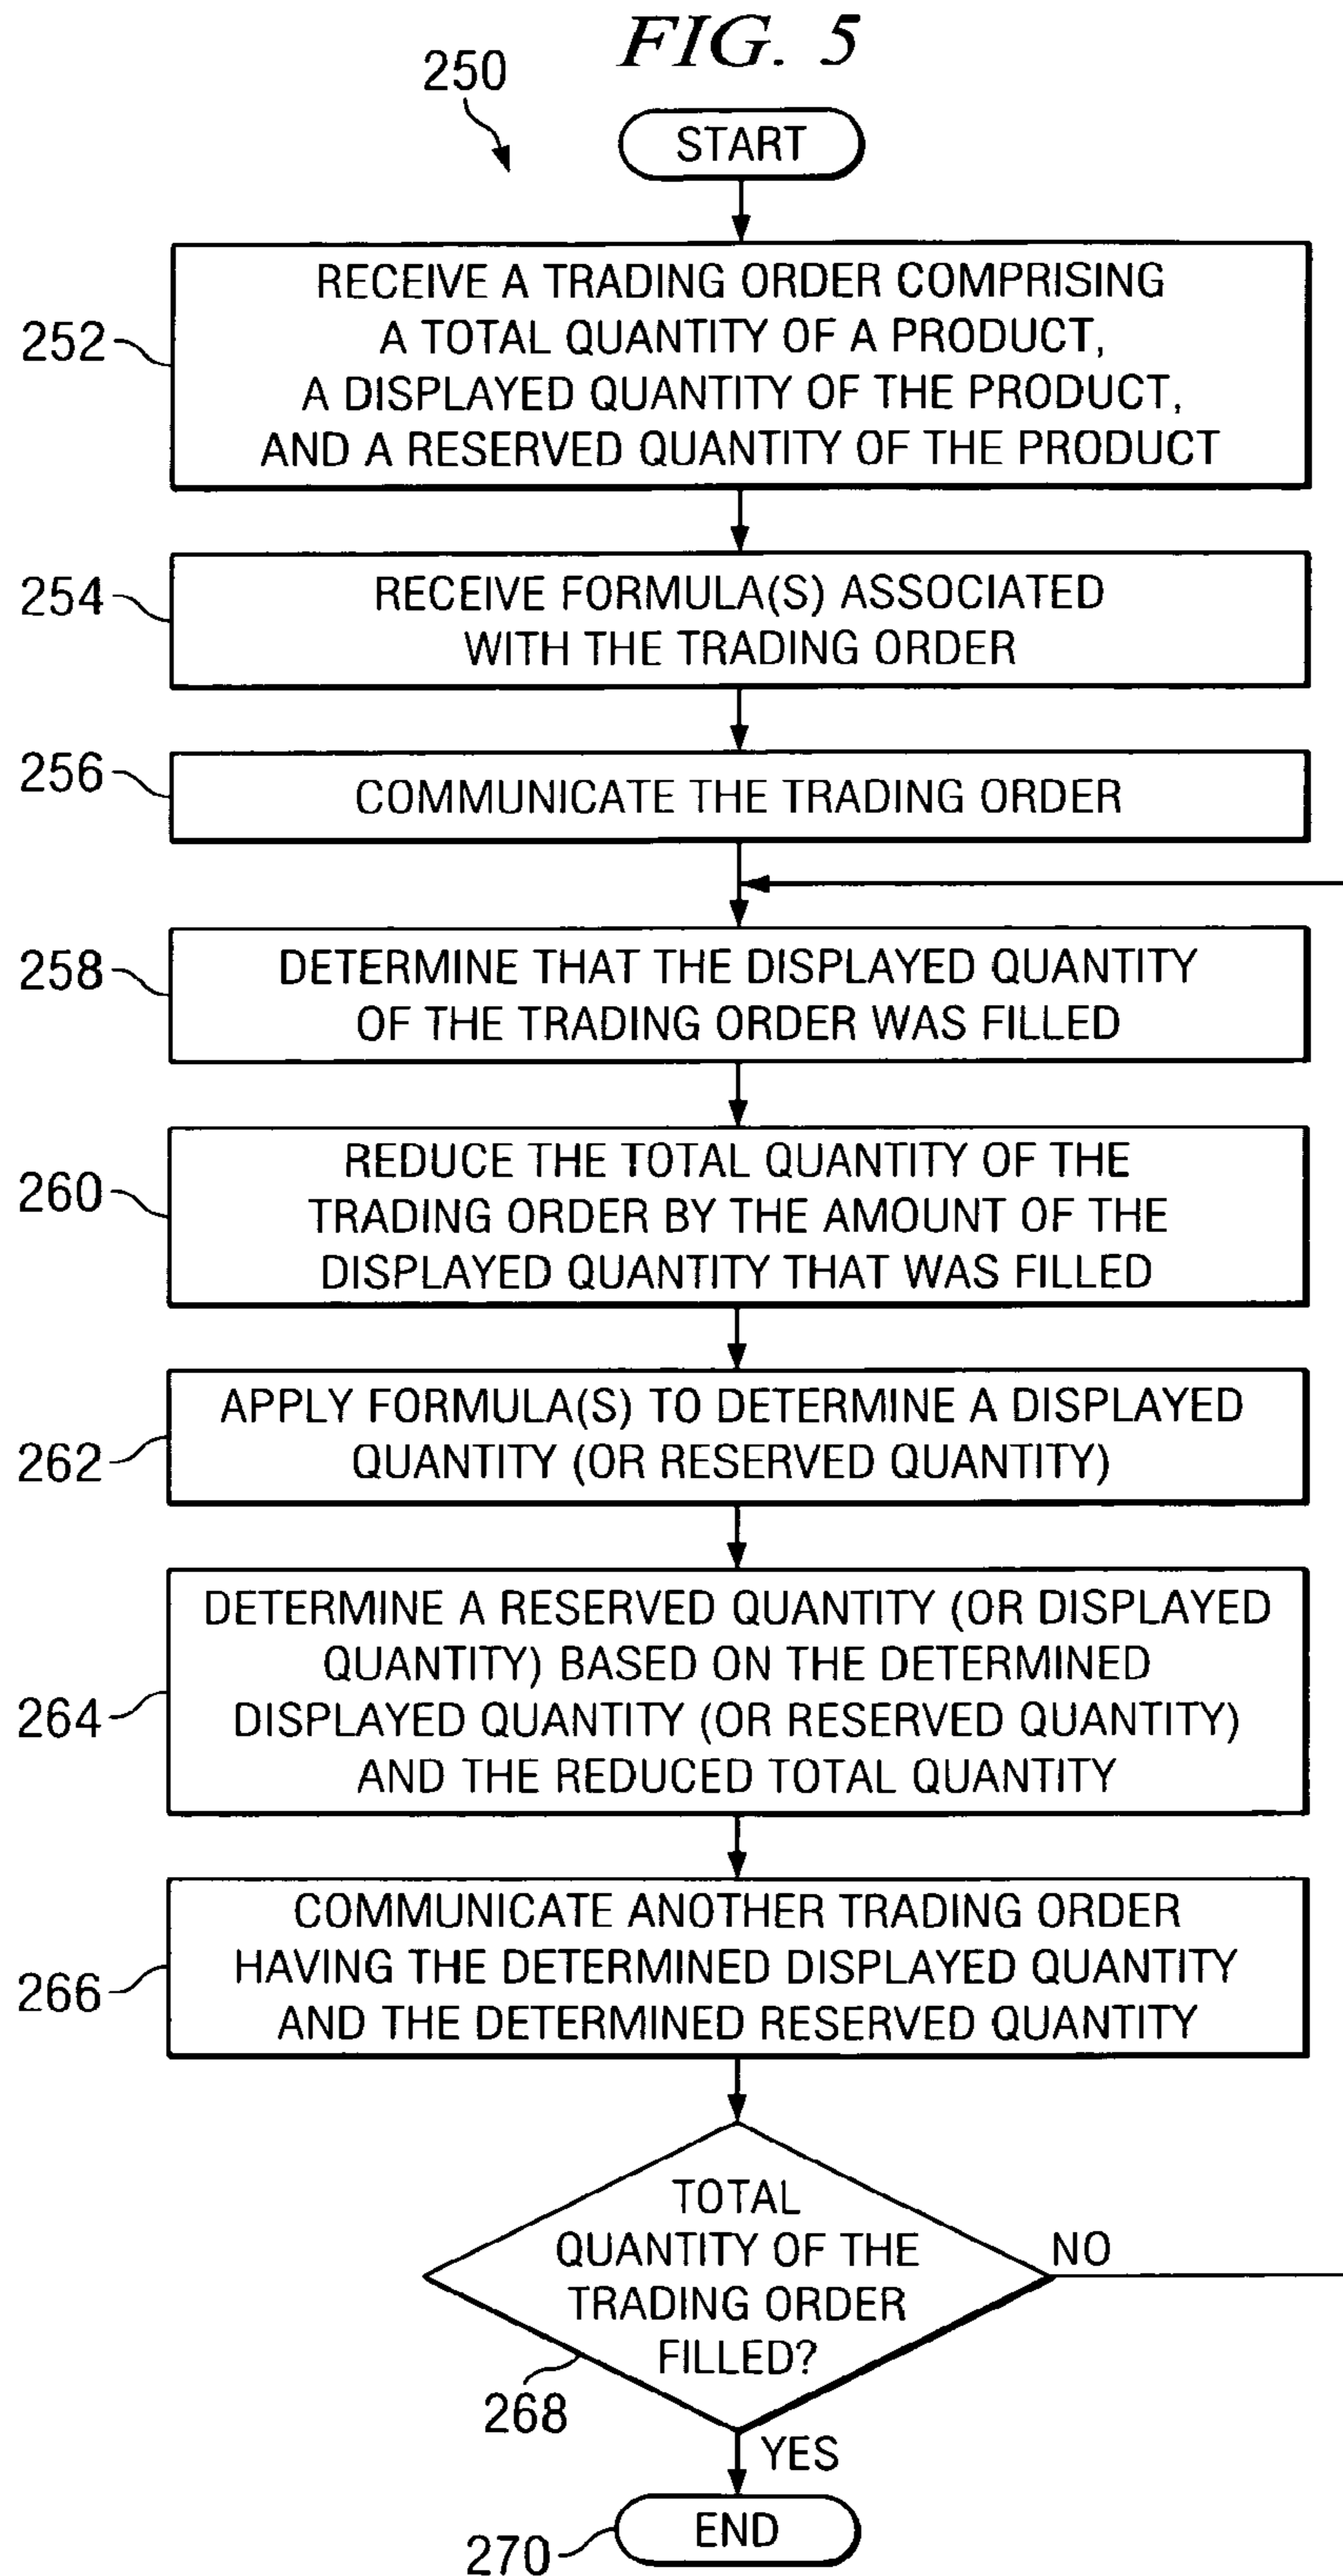 FIG. 5
250
START
252
RECEIVE A TRADING ORDER COMPRISING
A TOTAL QUANTITY OF A PRODUCT,
A DISPLAYED QUANTITY OF THE PRODUCT,
AND A RESERVED QUANTITY OF THE PRODUCT
254
RECEIVE FORMULA(S) ASSOCIATED
WITH THE TRADING ORDER
256
COMMUNICATE THE TRADING ORDER
258
DETERMINE THAT THE DISPLAYED QUANTITY
OF THE TRADING ORDER WAS FILLED
260
REDUCE THE TOTAL QUANTITY OF THE
TRADING ORDER BY THE AMOUNT OF THE
DISPLAYED QUANTITY THAT WAS FILLED
262
APPLY FORMULA(S) TO DETERMINE A DISPLAYED
QUANTITY (OR RESERVED QUANTITY)
264
DETERMINE A RESERVED QUANTITY (OR DISPLAYED
QUANTITY) BASED ON THE DETERMINED
DISPLAYED QUANTITY (OR RESERVED QUANTITY)
AND THE REDUCED TOTAL QUANTITY
266
COMMUNICATE ANOTHER TRADING ORDER
HAVING THE DETERMINED DISPLAYED QUANTITY
AND THE DETERMINED RESERVED QUANTITY
TOTAL
QUANTITY OF THE
TRADING ORDER
FILLED?
NO
268
YES
270
END